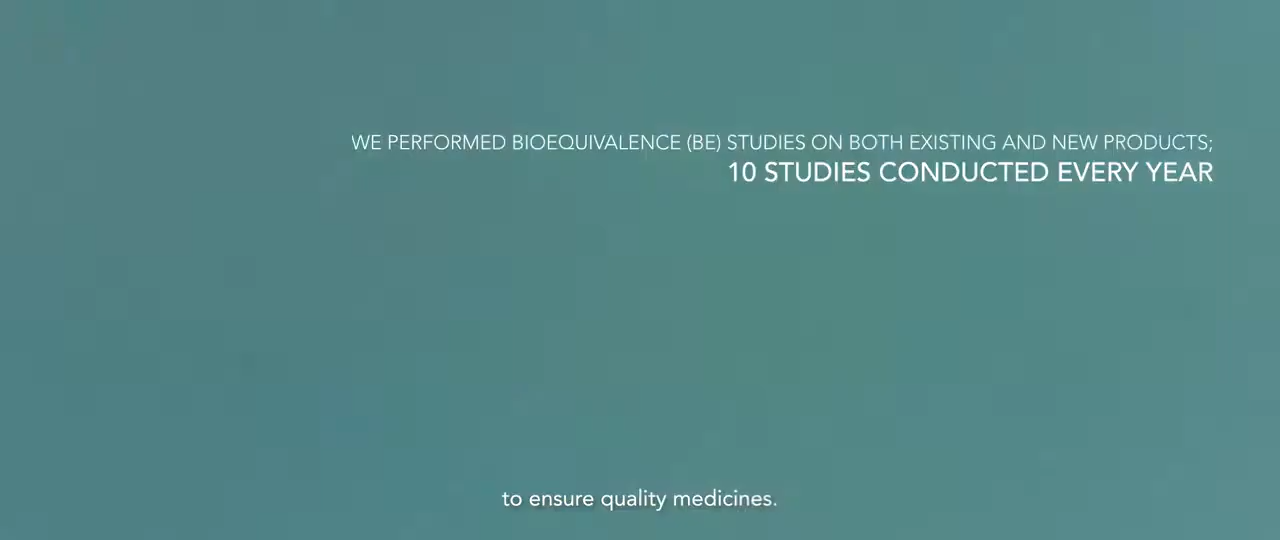 WE PERFORMED BIOEQUIVALENCE (BE) STUDIES ON BOTH EXISTING AND NEW PRODUCTS;
10 STUDIES CONDUCTED EVERY YEAR
to ensure quality medicines.